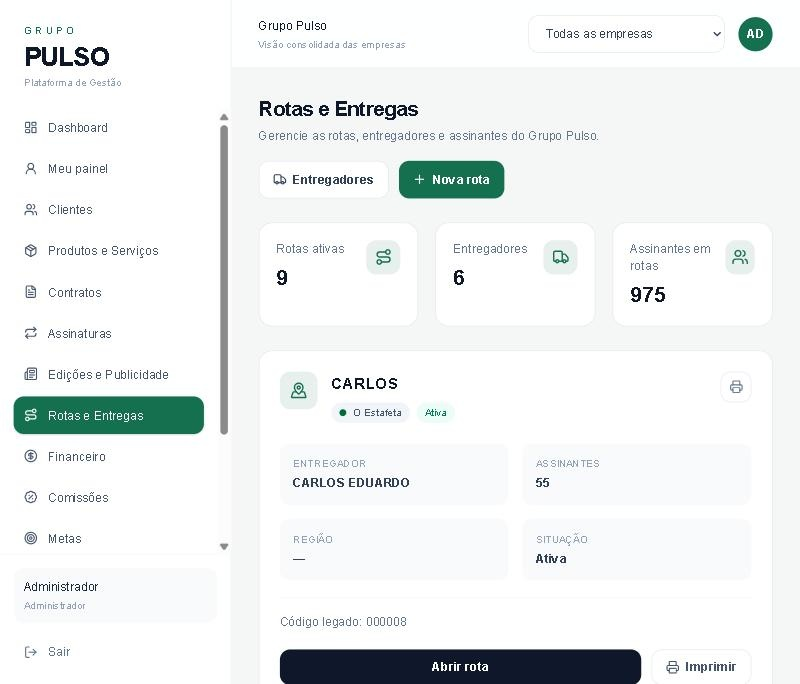 GRUPO
PULSO
Plataforma de Gestão
Dashboard
Meu painel
Clientes
Produtos e Serviços
Contratos
Assinaturas
Edições e Publicidade
Rotas e Entregas
Financeiro
Comissões
Metas
Administrador
Administrador
Sair
Grupo Pulso
Visão consolidada das empresas
Todas as empresas
AD
Rotas e Entregas
Gerencie as rotas, entregadores e assinantes do Grupo Pulso.
Entregadores
Nova rota
Rotas ativas
9
Entregadores
6
Assinantes em
rotas
975
CARLOS
O Estafeta
Ativa
ENTREGADOR
CARLOS EDUARDO
ASSINANTES
55
REGIÃO
—
SITUAÇÃO
Ativa
Código legado: 000008
Abrir rota
Imprimir